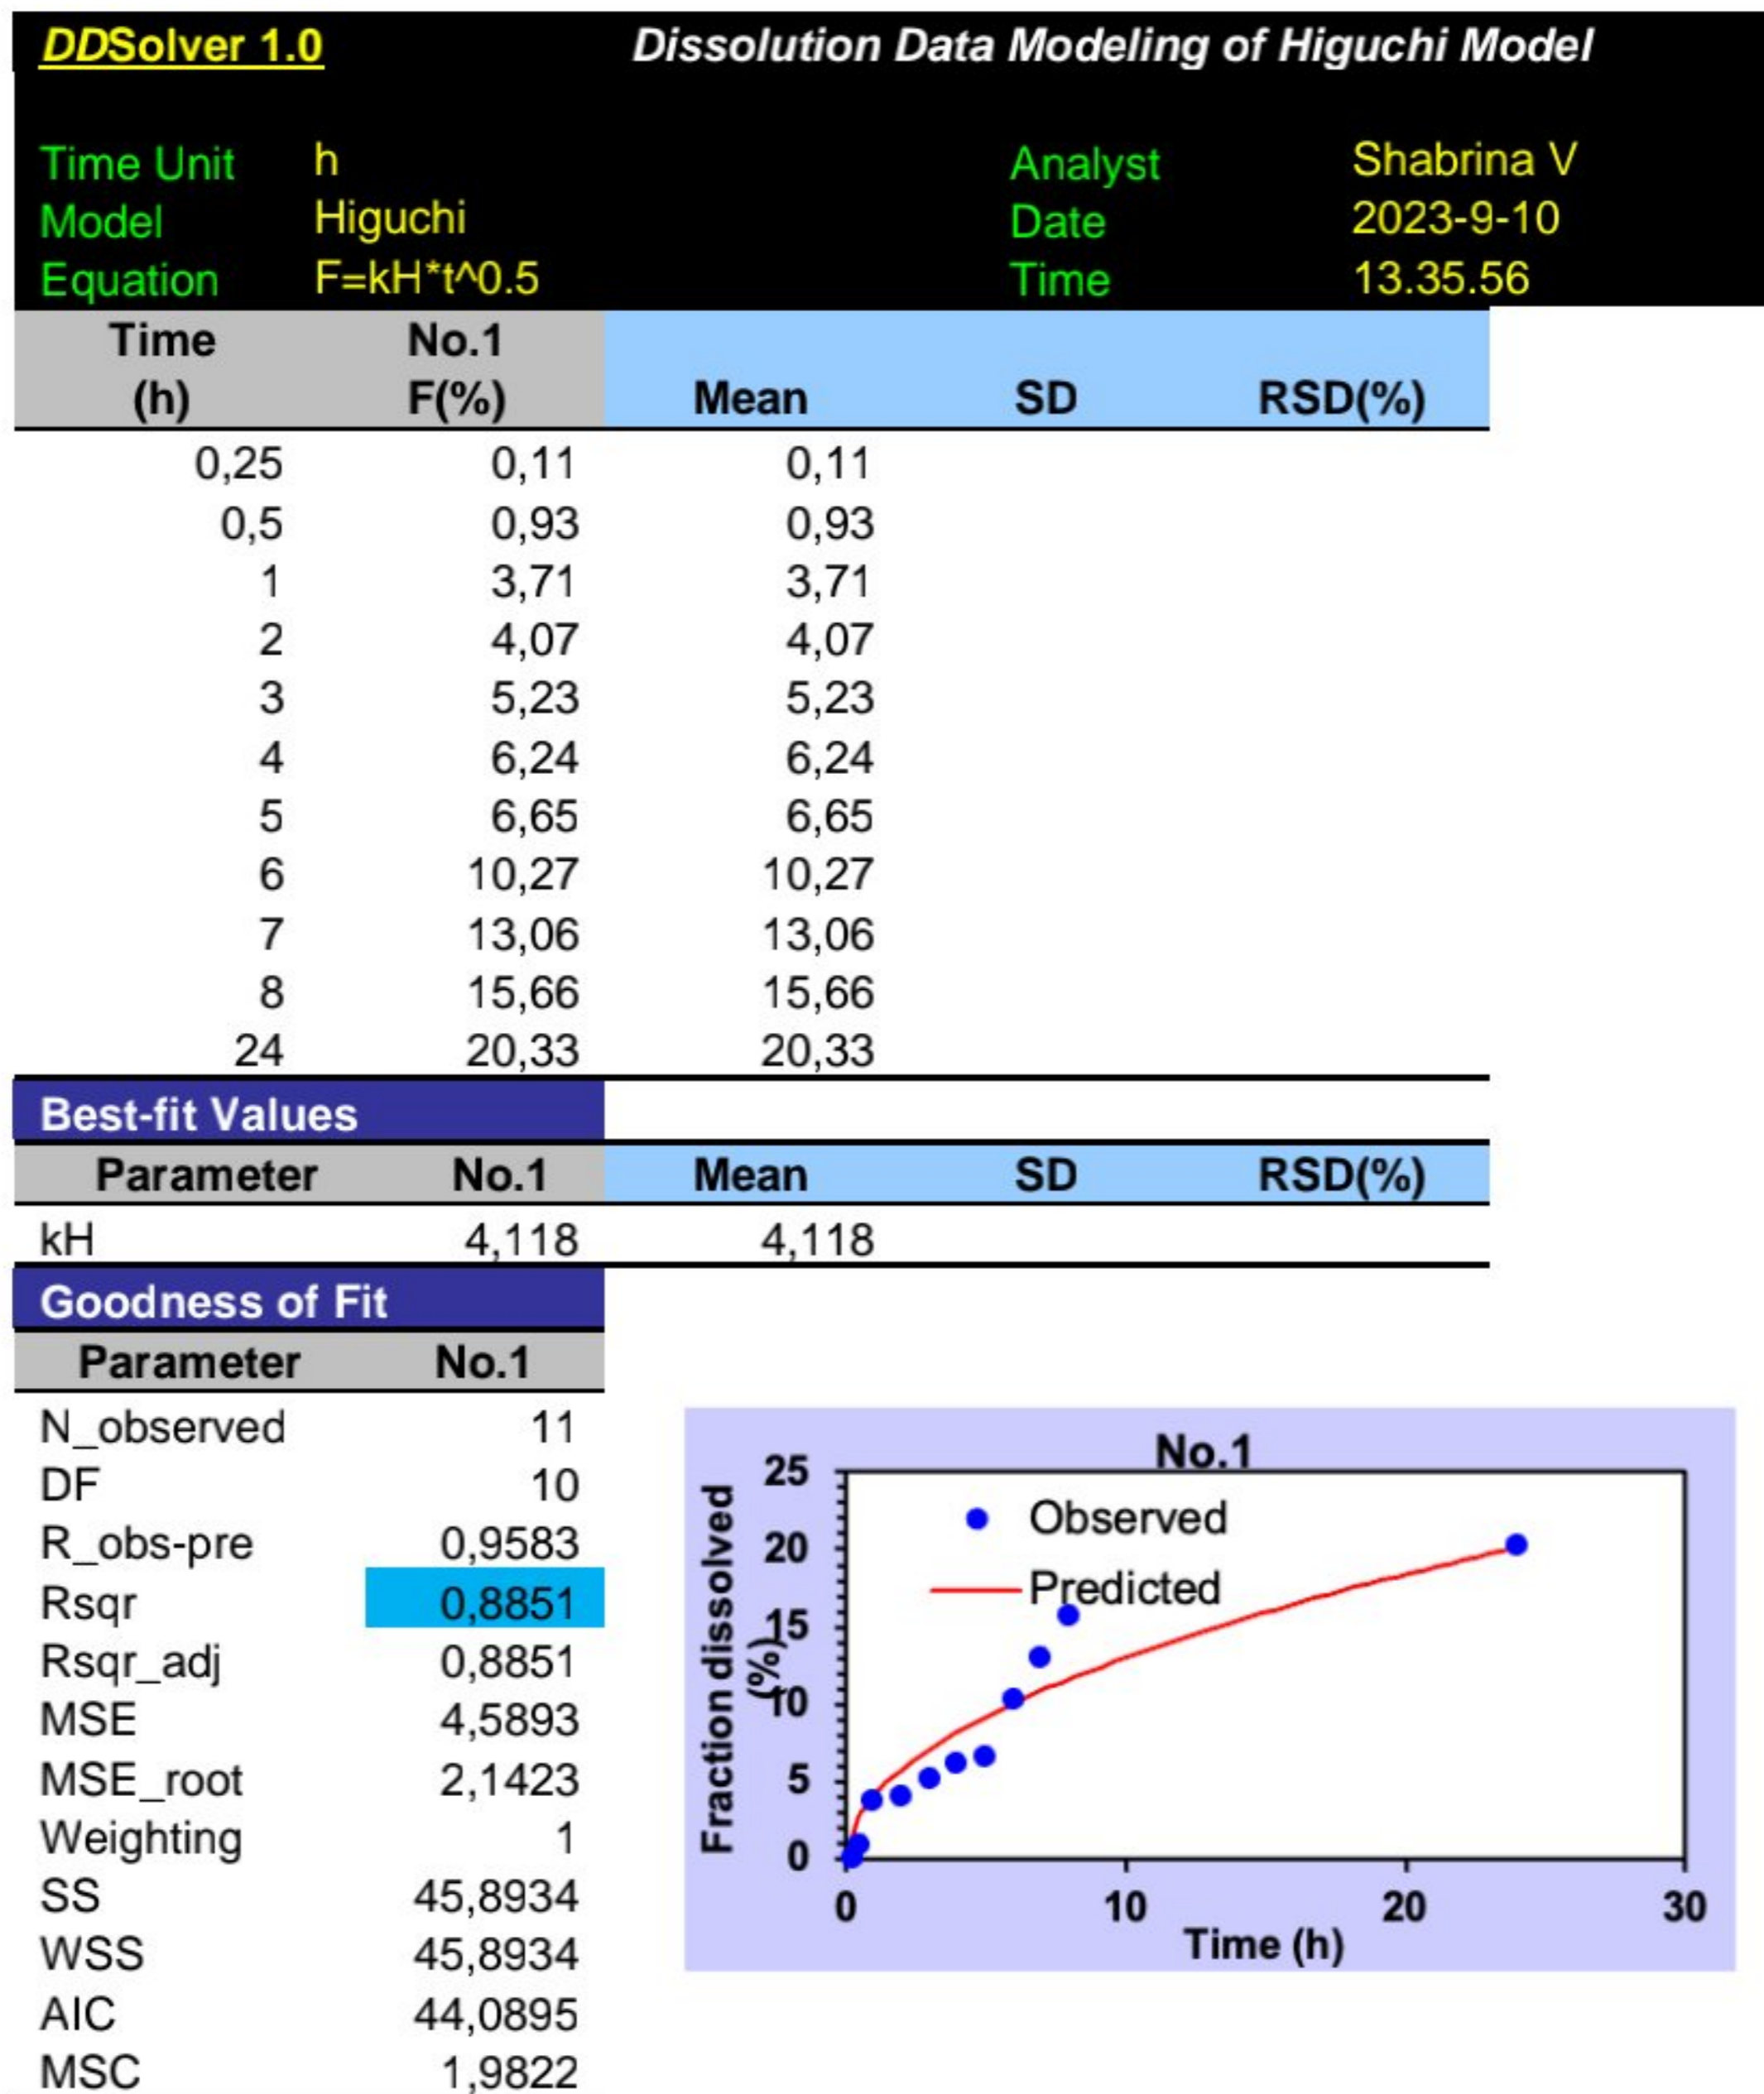 DDSolver 1.0 Dissolution Data Modeling of Higuchi Model
Time Unit h Analyst Shabrina V
Model Higuchi Date 2023-9-10
Equation F=kH*t^0.5 Time 13.35.56
Time No.1
(h) F(%) Mean SD RSD(%)
0,25 0,11 0,11
0,5 0,93 0,93
1 3,71 3,71
2 4,07 4,07
3 5,23 5,23
4 6,24 6,24
5 6,65 6,65
6 10,27 10,27
7 13,06 13,06
8 15,66 15,66
24 20,33 20,33
Best-fit Values
Parameter No.1 Mean SD RSD(%)
kH 4,118 4,118
Goodness of Fit
Parameter No.1
N_observed 11
DF 10
R_obs-pre 0,9583
Rsqr 0,8851
Rsqr_adj 0,8851
MSE 4,5893
MSE_root 2,1423
Weighting 1
SS 45,8934
WSS 45,8934
AIC 44,0895
MSC 1,9822
No.1
Fraction dissolved
(%)
25
20
15
10
5
0
Observed
Predicted
0 10 20 30
Time (h)